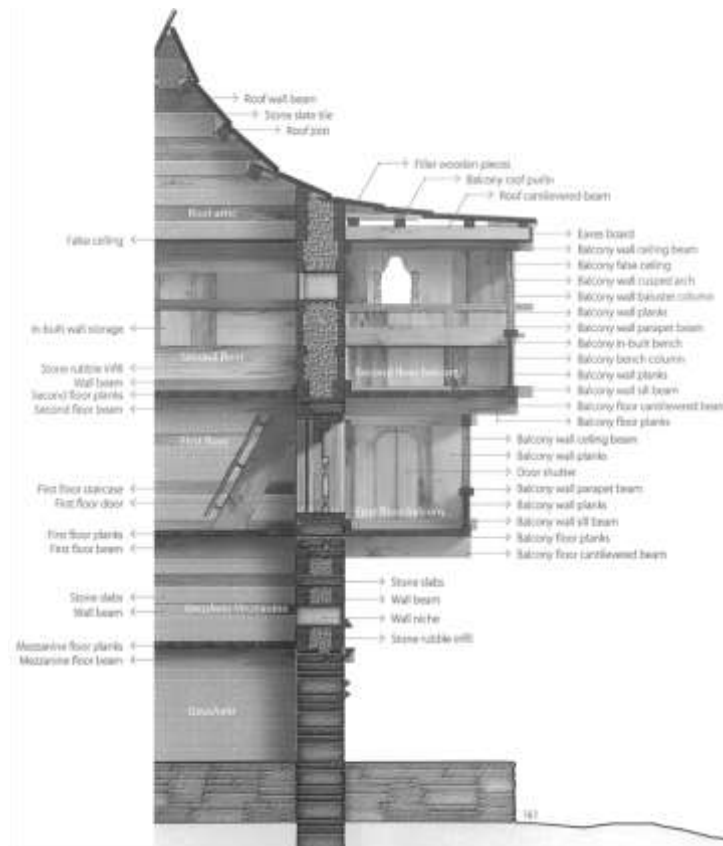 Roof wall beam
Stone slate tile
Roof joist
Filler wooden pieces
Balcony roof purlin
Roof cantilevered beam
Roof attic
False ceiling
Eaves board
Balcony wall ceiling beam
Balcony false ceiling
Balcony wall cusped arch
Balcony wall baluster column
Balcony wall planks
Balcony wall parapet beam
Balcony in-built bench
Balcony bench column
Balcony wall planks
Balcony wall sill beam
Balcony floor cantilevered beam
Balcony floor planks
In-built wall storage
Second floor
Second floor balcony
Stone rubble infill
Wall beam
Second floor planks
Second floor beam
First floor
Balcony wall ceiling beam
Balcony wall planks
Door shutter
Balcony wall parapet beam
Balcony wall planks
Balcony wall sill beam
Balcony floor planks
Balcony floor cantilevered beam
First floor staircase
First floor door
First floor balcony
First floor planks
First floor beam
Stone slabs
Wall beam
Stone slabs
Wall beam
Wall niche
Stone rubble infill
Mezzanine floor planks
Mezzanine floor beam